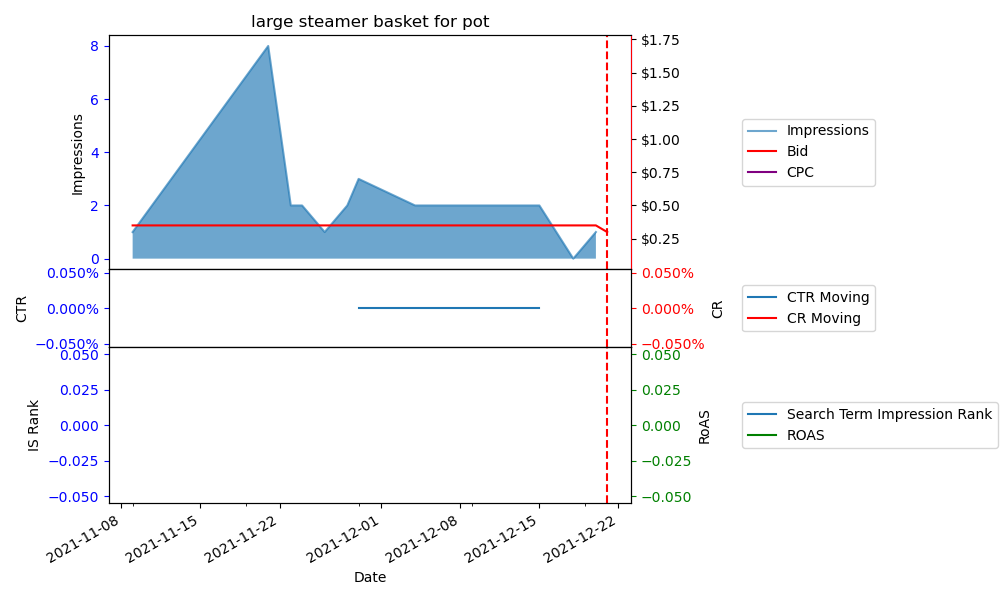 large steamer basket for pot
8
6
4
2
0
Impressions
$1.75
$1.50
$1.25
$1.00
$0.75
$0.50
$0.25
Impressions
Bid
CPC
0.050%
0.000%
−0.050%
CTR
0.050%
0.000%
−0.050%
CR
CTR Moving
CR Moving
0.050
0.025
0.000
−0.025
−0.050
IS Rank
0.050
0.025
0.000
−0.025
−0.050
RoAS
Search Term Impression Rank
ROAS
2021-11-08
2021-11-15
2021-11-22
2021-12-01
2021-12-08
2021-12-15
2021-12-22
Date